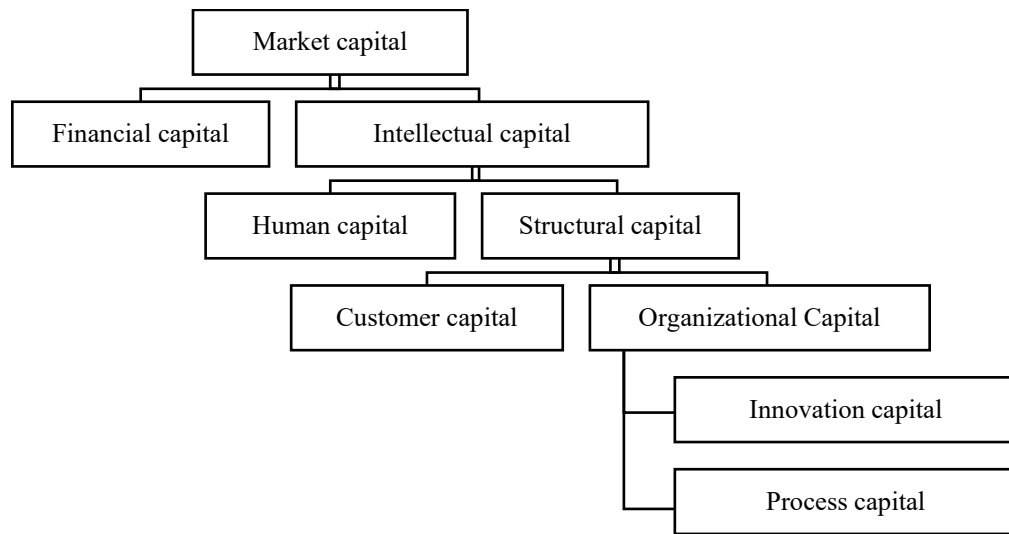 Market capital
Financial capital
Intellectual capital
Human capital
Structural capital
Customer capital
Organizational Capital
Innovation capital
Process capital